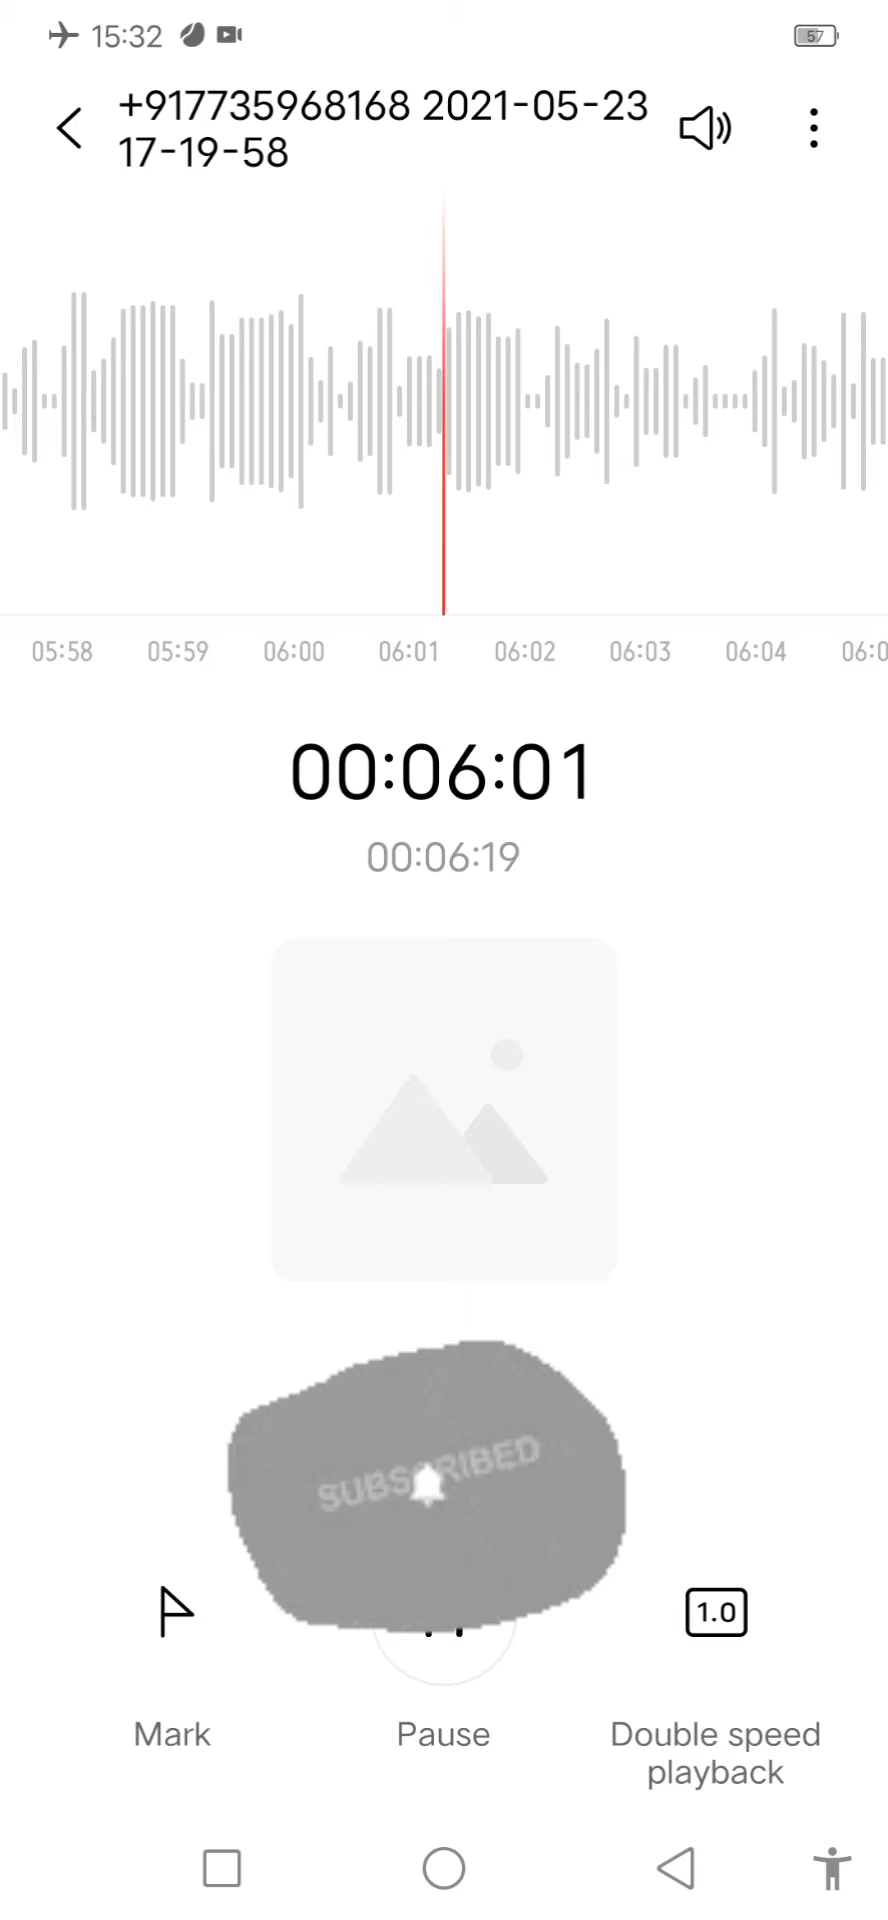 15:32
57
+917735968168 2021-05-23
17-19-58
05:58 05:59 06:00 06:01 06:02 06:03 06:04 06:0
00:06:01
00:06:19
SUBSCRIBED
1.0
Mark
Pause
Double speed
playback